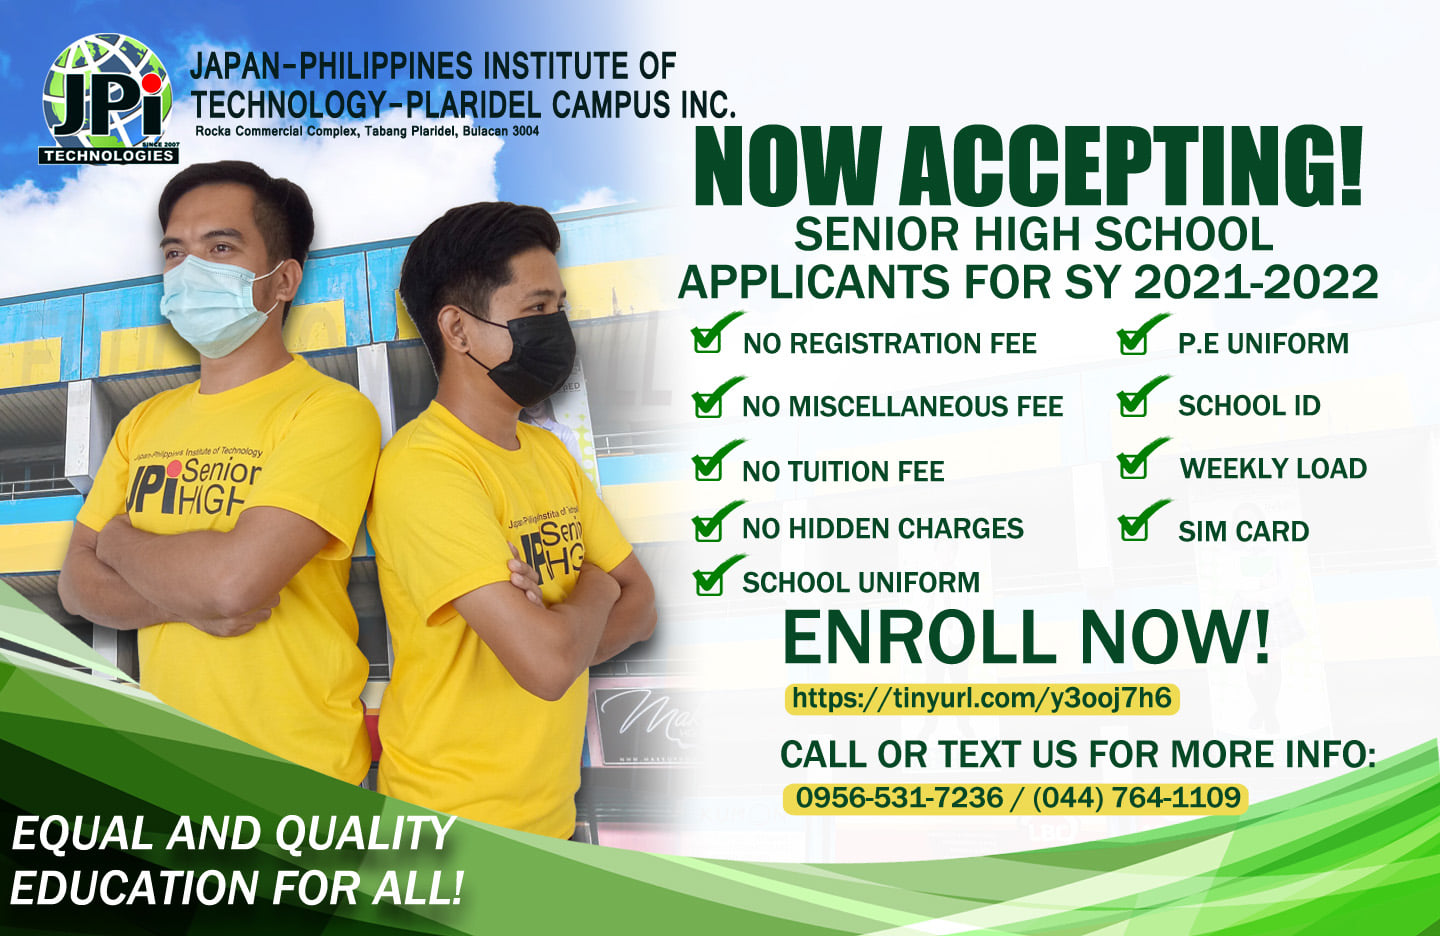 JPi
SINCE 2007
TECHNOLOGIES
JAPAN-PHILIPPINES INSTITUTE OF
TECHNOLOGY-PLARIDEL CAMPUS INC.
Rocka Commercial Complex, Tabang Plaridel, Bulacan 3004
NOW ACCEPTING!
SENIOR HIGH SCHOOL
APPLICANTS FOR SY 2021-2022
NO REGISTRATION FEE
NO MISCELLANEOUS FEE
NO TUITION FEE
NO HIDDEN CHARGES
SCHOOL UNIFORM
P.E UNIFORM
SCHOOL ID
WEEKLY LOAD
SIM CARD
ENROLL NOW!
https://tinyurl.com/y3ooj7h6
CALL OR TEXT US FOR MORE INFO:
0956-531-7236 / (044) 764-1109
Japan-Philippines Institute of Technology
JPi Senior
HIGH
EQUAL AND QUALITY
EDUCATION FOR ALL!